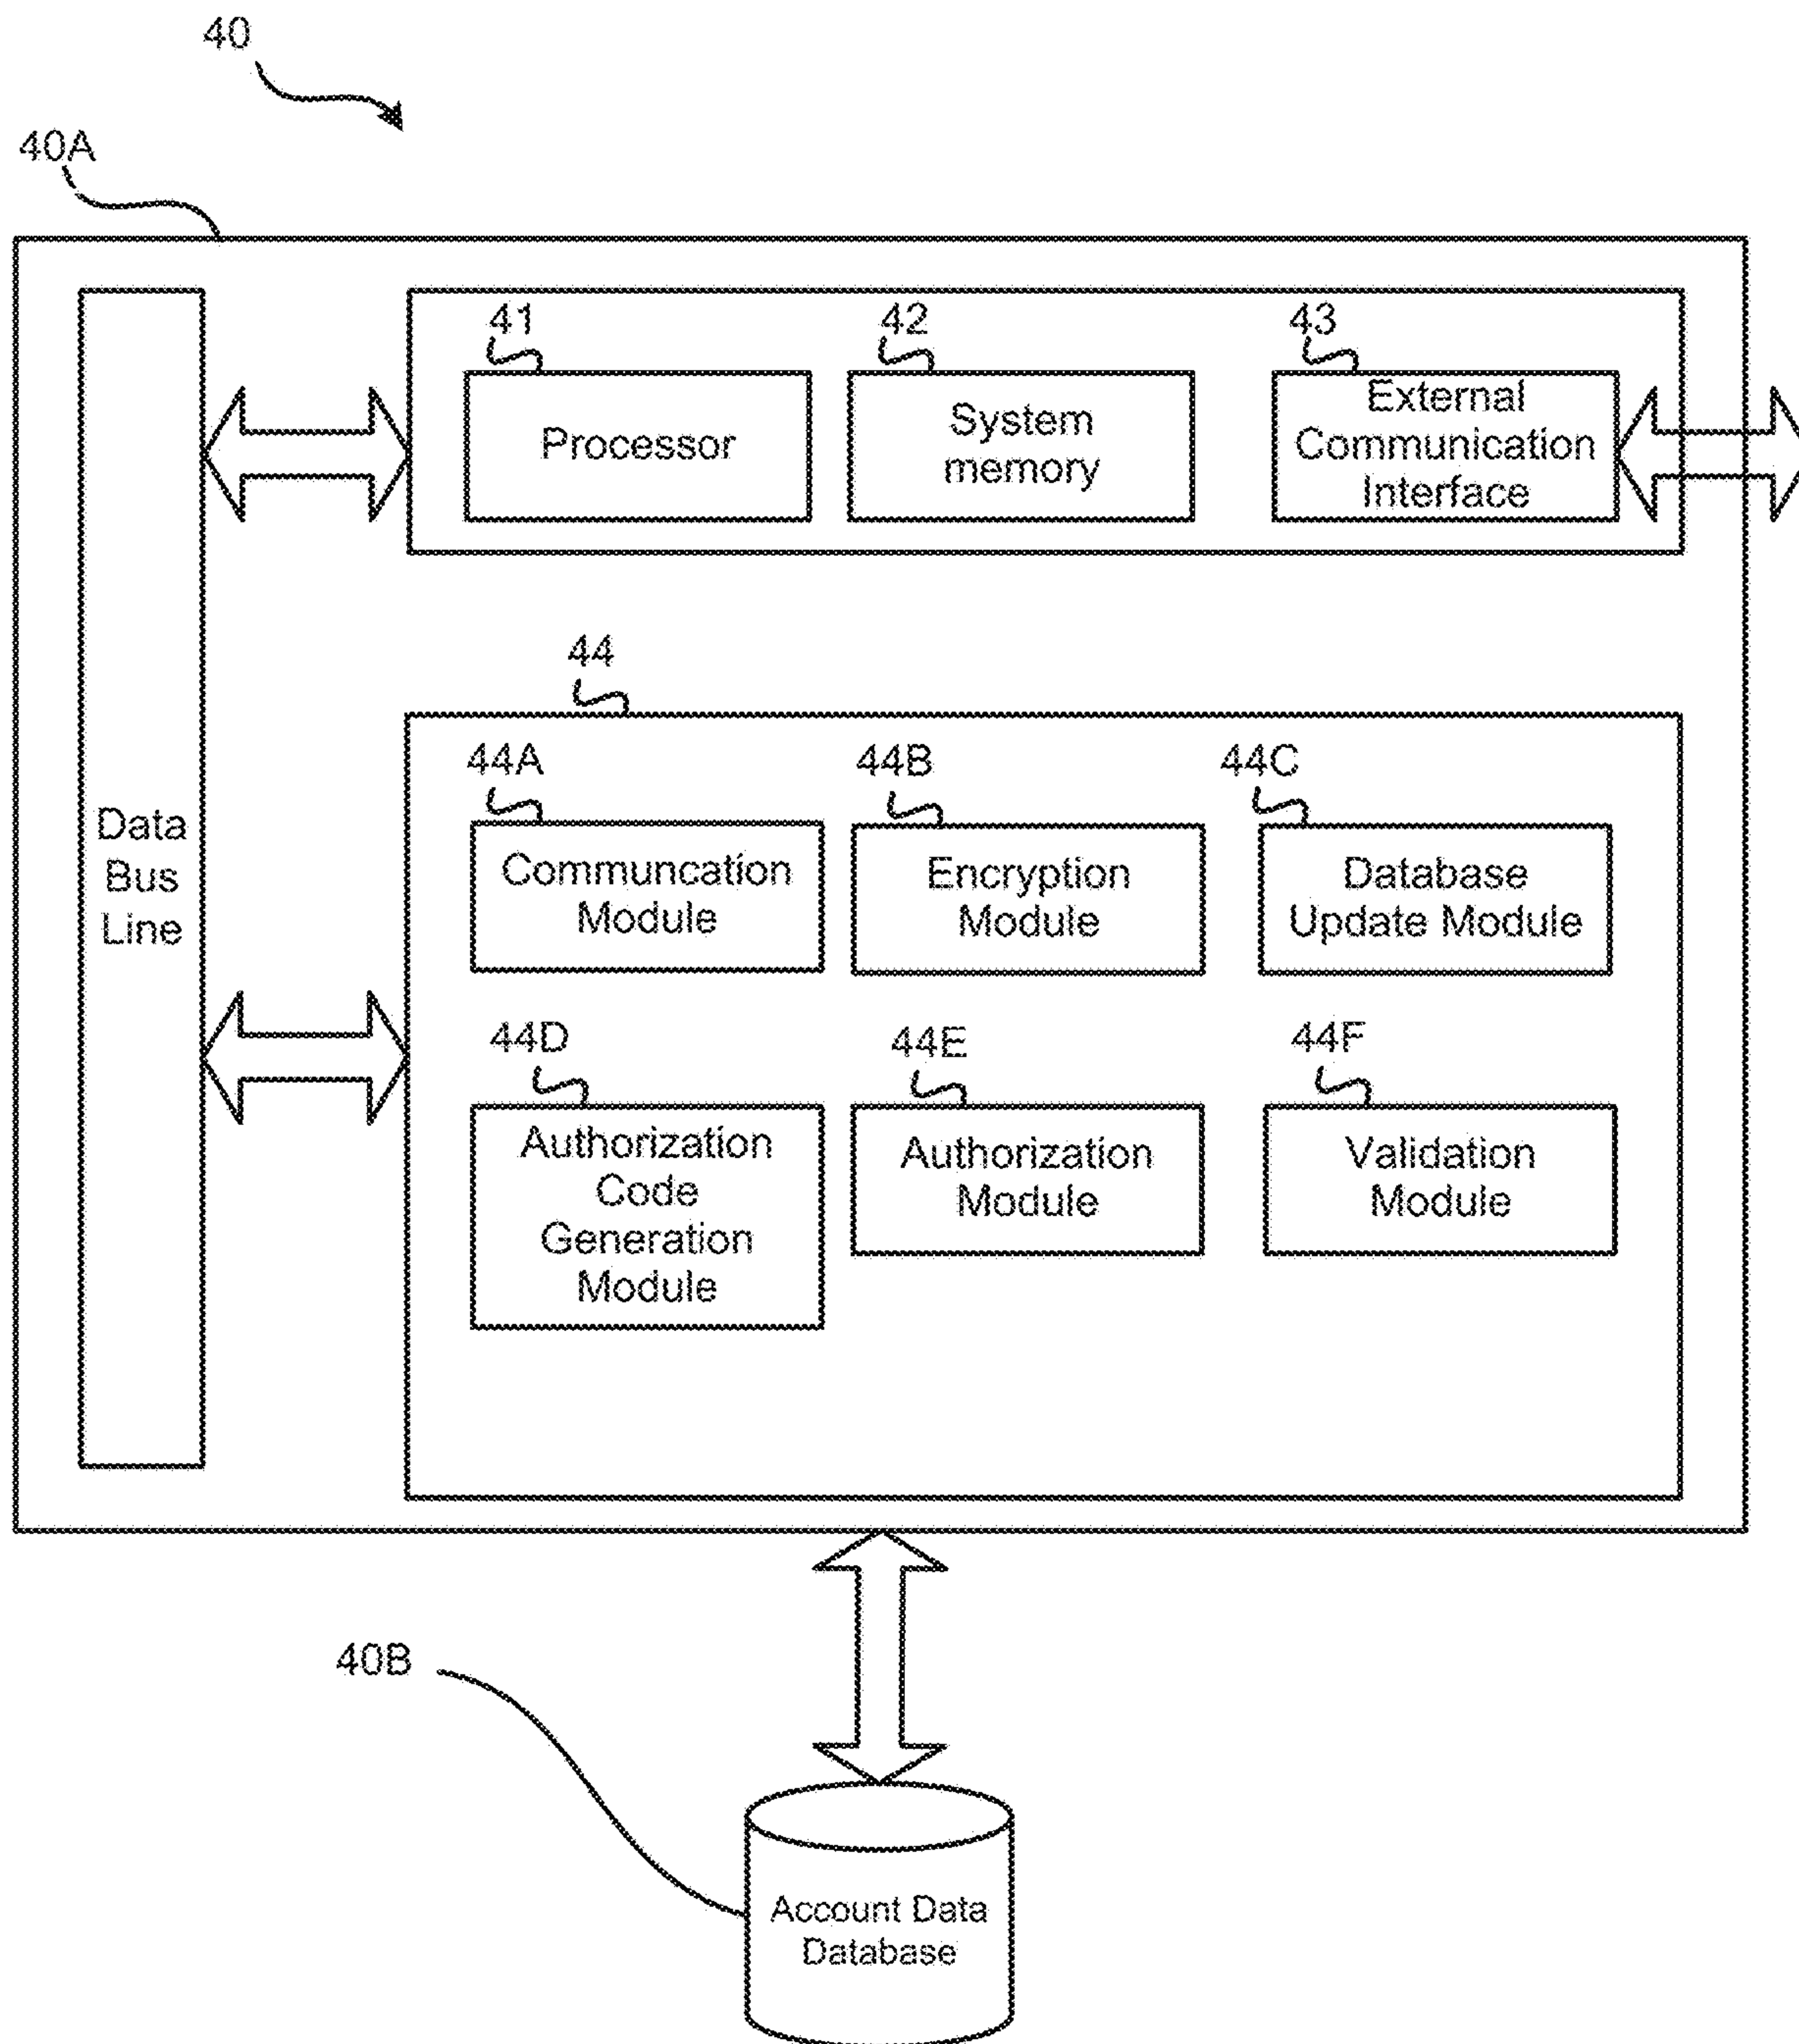 40
40A
41
42
43
Processor
System
memory
External
Communication
Interface
44
Data
Bus
Line
44A
44B
44C
Communcation
Module
Encryption
Module
Database
Update Module
44D
44E
44F
Authorization
Code
Generation
Module
Authorization
Module
Validation
Module
40B
Account Data
Database